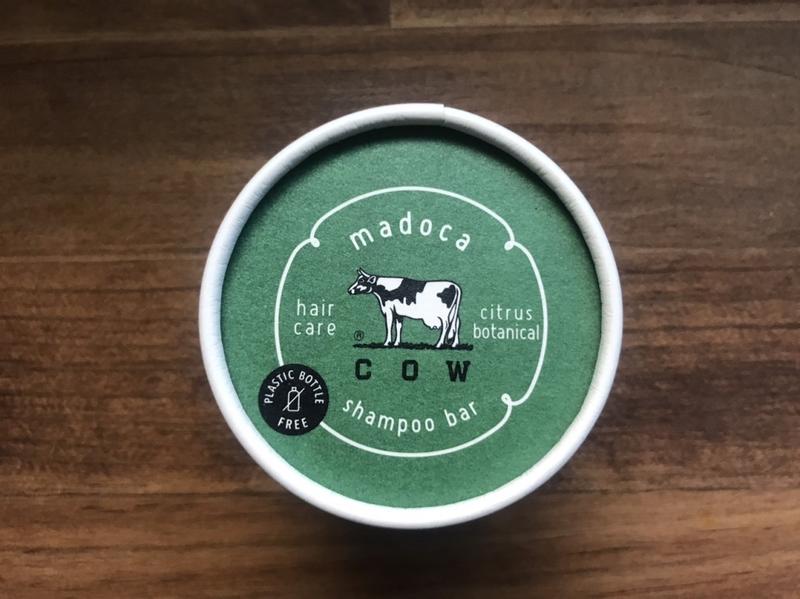 madoca
hair
care
citrus
botanical
®
COW
shampoo bar
PLASTIC BOTTLE
FREE